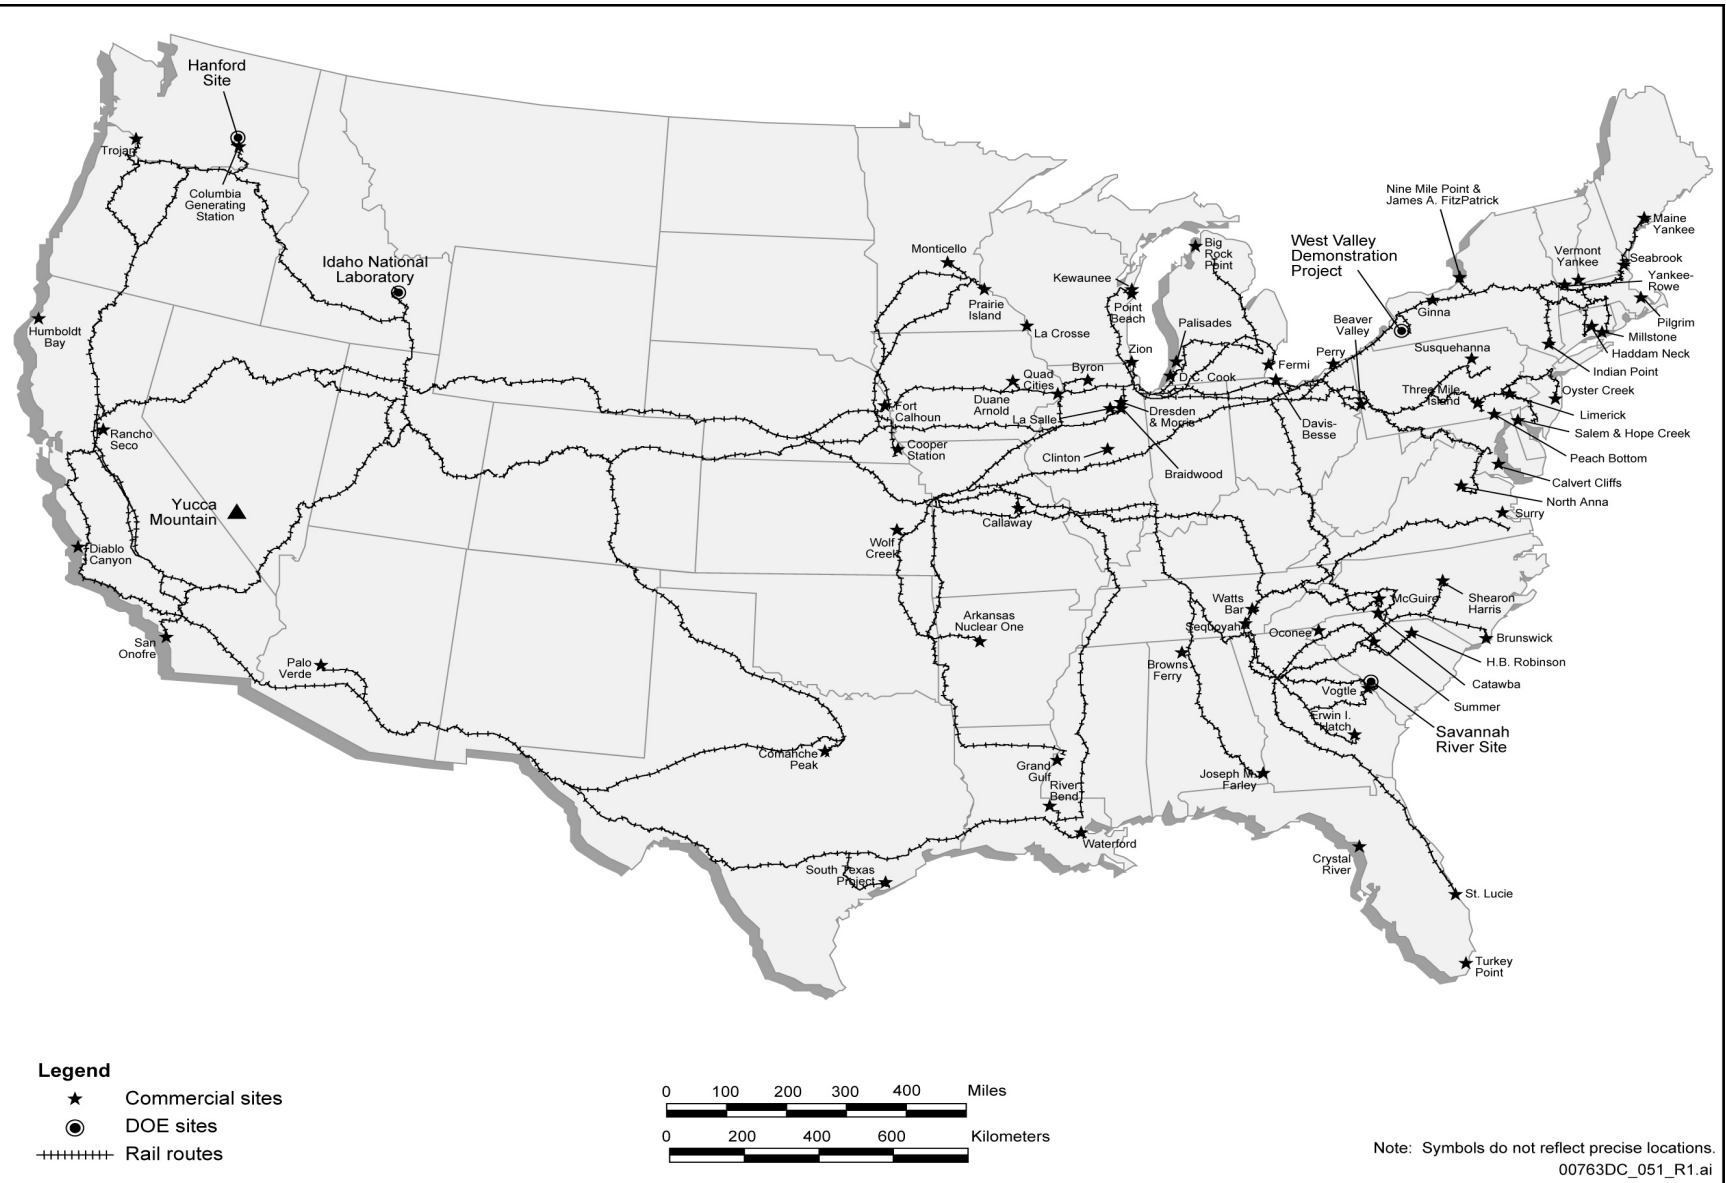 Hanford
Site
Trojan
Columbia
Generating
Station
Idaho National
Laboratory
Humboldt
Bay
Rancho
Seco
Yucca
Mountain
Diablo
Canyon
San
Onofre
Palo
Verde
Monticello
Prairie
Island
La Crosse
Kewaunee
Point
Beach
Zion
Big
Rock
Point
Palisades
D.C. Cook
Quad
Cities
Byron
Duane
Arnold
La Salle
Fort
Calhoun
Cooper
Station
Clinton
Dresden
& Morris
Braidwood
Wolf
Creek
Callaway
Arkansas
Nuclear One
Comanche
Peak
South Texas
Project
Grand
Gulf
River
Bend
Waterford
Browns
Ferry
Joseph M.
Farley
Watts
Bar
Sequoyah
Oconee
McGuire
Vogtle
Erwin I.
Hatch
Crystal
River
St. Lucie
Turkey
Point
Savannah
River Site
Summer
Catawba
H.B. Robinson
Brunswick
Shearon
Harris
Surry
North Anna
Calvert Cliffs
Peach Bottom
Salem & Hope Creek
Limerick
Oyster Creek
Three Mile
Island
Susquehanna
Beaver
Valley
Perry
Fermi
Davis-
Besse
West Valley
Demonstration
Project
Nine Mile Point &
James A. FitzPatrick
Ginna
Vermont
Yankee
Maine
Yankee
Seabrook
Yankee-
Rowe
Pilgrim
Millstone
Haddam Neck
Indian Point
Legend
Commercial sites
DOE sites
Rail routes
0 100 200 300 400 Miles
0 200 400 600 Kilometers
Note: Symbols do not reflect precise locations.
00763DC_051_R1.ai